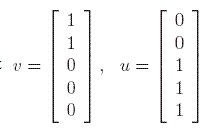 v = [ 1 1 0 0 0 ] , u = [ 0 0 1 1 1 ]